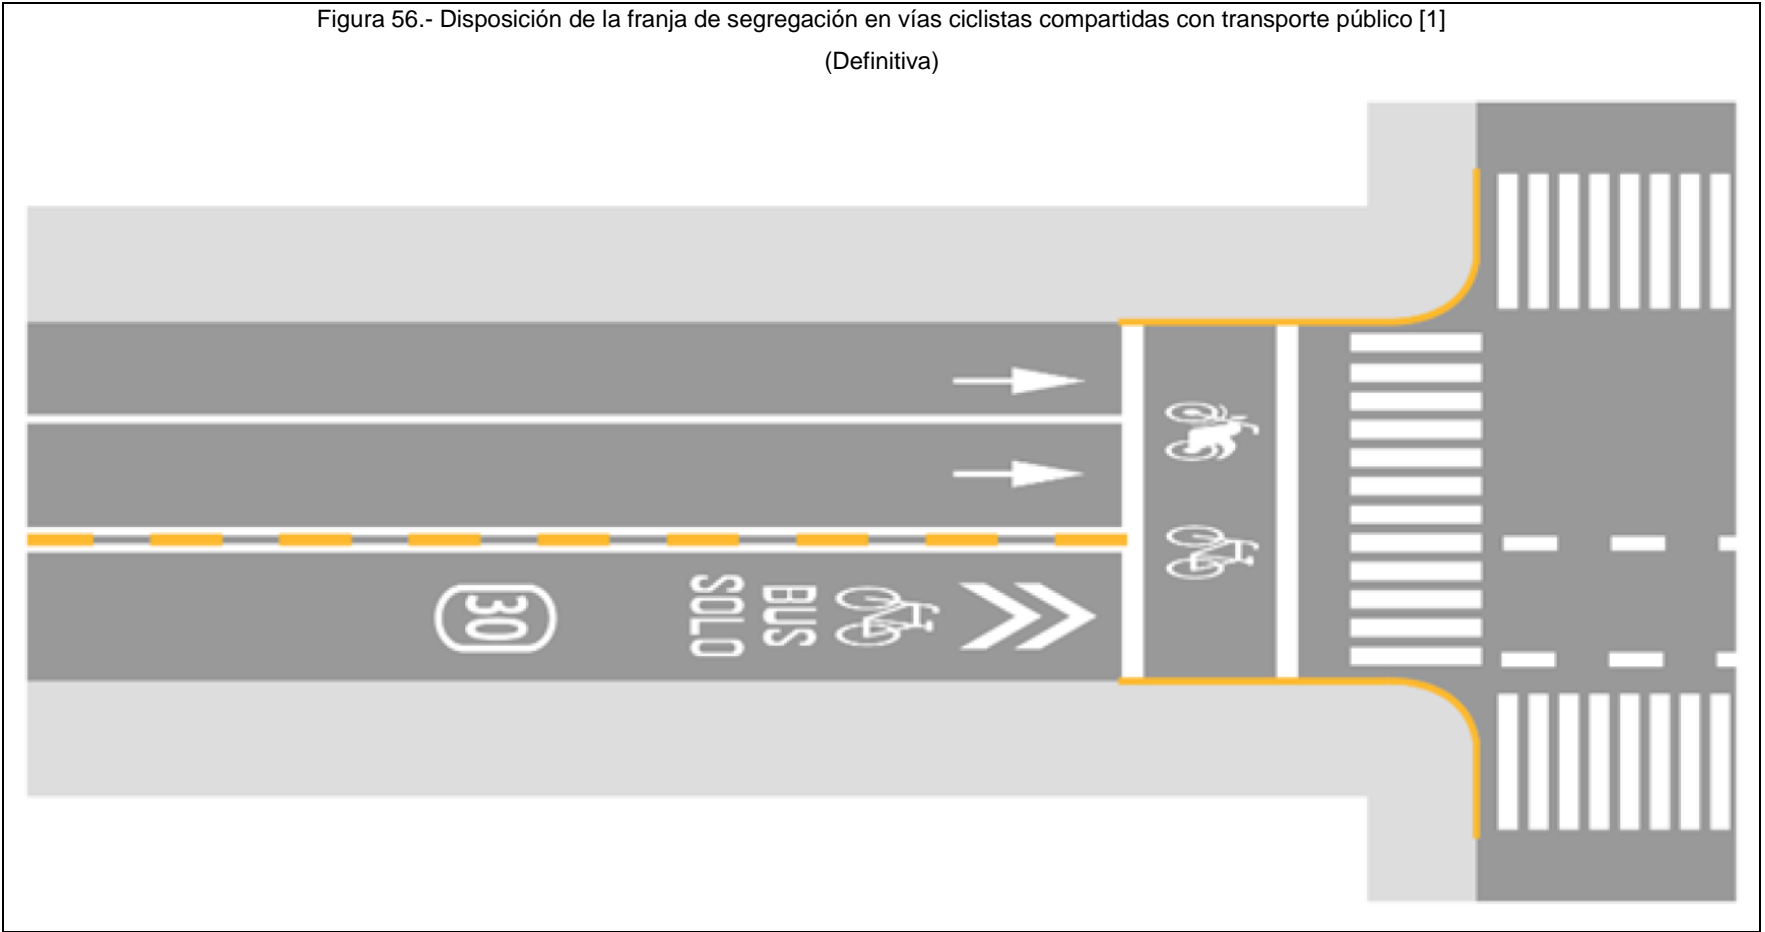 Figura 56.- Disposición de la franja de segregación en vías ciclistas compartidas con transporte público [1]
(Definitiva)
30
SOLO
BUS